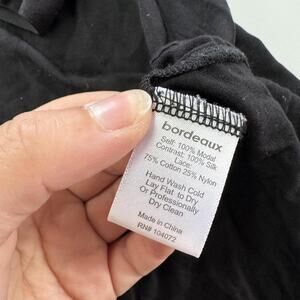 bordeaux
Self: 100% Modal
Contrast: 100% Silk
Lace:
75% Cotton 25% Nylon
Hand Wash Cold
Lay Flat to Dry
Or Professionally
Dry Clean
Made in China
RN# 104072